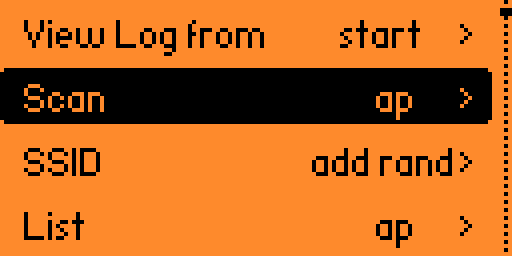 View Log from start >
Scan ap >
SSID add rand>
List ap >